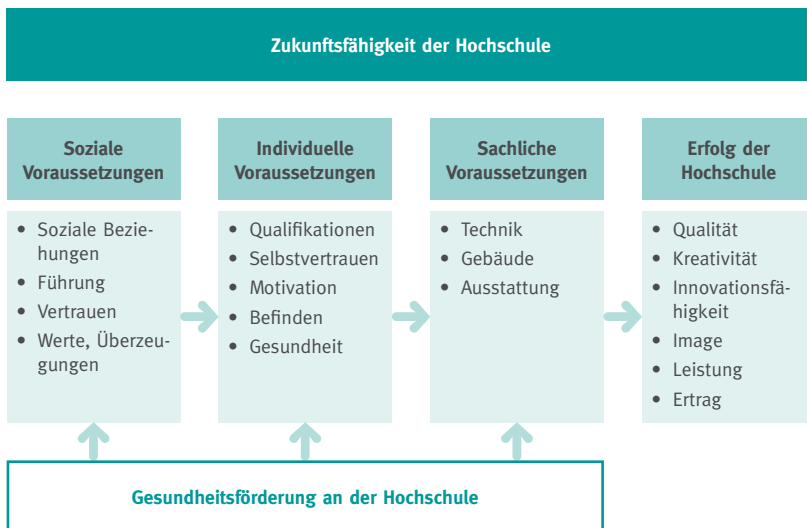 Zukunftsfähigkeit der Hochschule
Soziale
Voraussetzungen
• Soziale Bezie-
hungen
• Führung
• Vertrauen
• Werte, Überzeu-
gungen
Individuelle
Voraussetzungen
• Qualifikationen
• Selbstvertrauen
• Motivation
• Befinden
• Gesundheit
Sachliche
Voraussetzungen
• Technik
• Gebäude
• Ausstattung
Erfolg der
Hochschule
• Qualität
• Kreativität
• Innovationsfä-
higkeit
• Image
• Leistung
• Ertrag
Gesundheitsförderung an der Hochschule